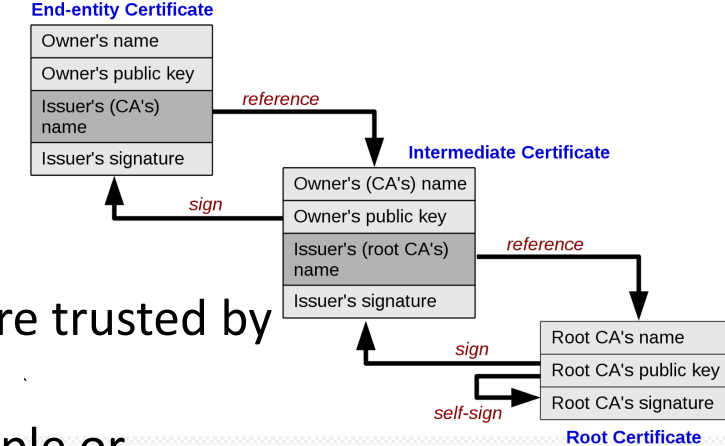 End-entity Certificate
Owner's name
Owner's public key
Issuer's (CA's)
name
Issuer's signature
reference
sign
Intermediate Certificate
Owner's (CA's) name
Owner's public key
Issuer's (root CA's)
name
Issuer's signature
reference
sign
self-sign
Root CA's name
Root CA's public key
Root CA's signature
Root Certificate
re trusted by
ple or